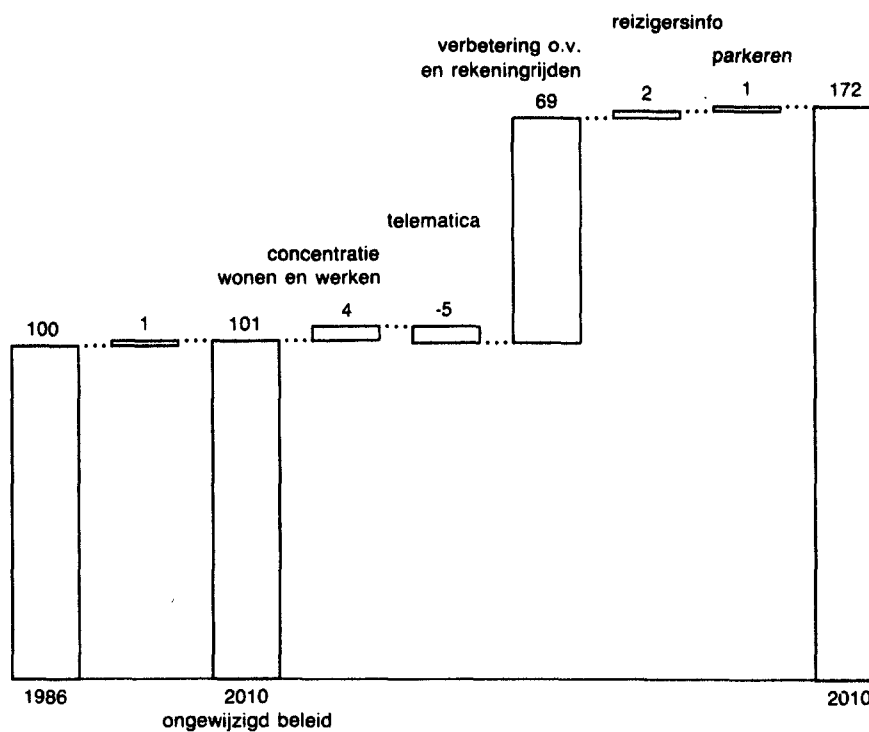 reizigersinfo
verbetering o.v.
en rekeningrijden
parkeren
69
2
1
172
telematica
concentratie
wonen en werken
100
1
101
4
-5
1986
2010
ongewijzigd beleid
2010